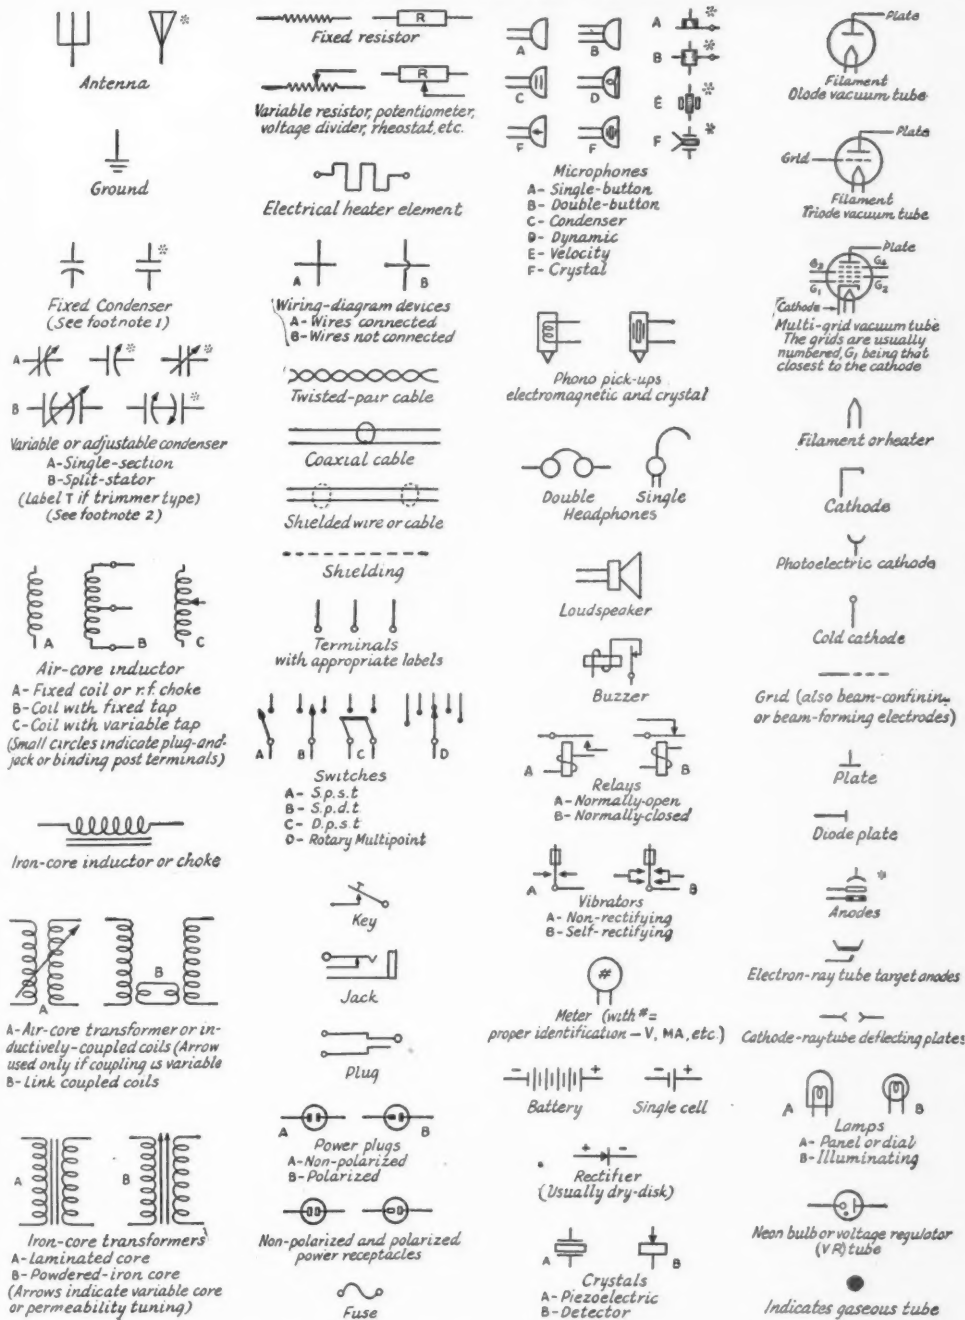 *
Antenna
Ground
*
Fixed Condenser
(See footnote 1)
A
*
*
B
*
Variable or adjustable condenser
A-Single-section
B-Split-stator
(Label T if trimmer type)
(See footnote 2)
A
B
C
Air-core inductor
A- Fixed coil or r.f. choke
B-Coil with fixed tap
C-Coil with variable tap
(Small circles indicate plug-and-
jack or binding post terminals)
Iron-core inductor or choke
A
B
A-Air-core transformer or in-
ductively-coupled coils (Arrow
used only if coupling is variable
B-Link coupled coils
A
B
Iron-core transformers
A-laminated core
B-Powdered-iron core
(Arrows indicate variable core
or permeability tuning)
R
Fixed resistor
R
Variable resistor, potentiometer,
voltage divider, rheostat, etc.
Electrical heater element
A
B
Wiring-diagram devices
A-Wires connected
B-Wires not connected
Twisted-pair cable
Coaxial cable
Shielded wire or cable
Shielding
Terminals
with appropriate labels
A
B
C
D
Switches
A- S.p.s.t
B- S.p.d.t
C- D.p.s.t
D- Rotary Multipoint
Key
Jack
Plug
A
B
Power plugs
A-Non-polarized
B-Polarized
Non-polarized and polarized
power receptacles
Fuse
A
B
A
*
B
*
C
D
E
*
F
F
F
*
Microphones
A- Single-button
B- Double-button
C- Condenser
D- Dynamic
E- Velocity
F- Crystal
Phono pick-ups
electromagnetic and crystal
Double
Single
Headphones
Loudspeaker
Buzzer
A
B
Relays
A-Normally-open
B-Normally-closed
A
B
Vibrators
A- Non-rectifying
B- Self-rectifying
#
Meter (with #=
proper identification - V, MA, etc.)
- +
- +
Battery
Single cell
+ -
Rectifier
(Usually dry-disk)
A
B
Crystals
A- Piezoelectric
B- Detector
Plate
Filament
Diode vacuum tube
Plate
Grid
Filament
Triode vacuum tube
Plate
G3
G4
G1
G2
Cathode
Multi-grid vacuum tube
The grids are usually
numbered, G1 being that
closest to the cathode
Filament or heater
Cathode
Photoelectric cathode
Cold cathode
Grid (also beam-confinin
or beam-forming electrodes)
Plate
Diode plate
*
Anodes
Electron-ray tube target anodes
Cathode-ray tube deflecting plates
A
B
Lamps
A- Panel or dial
B- Illuminating
Neon bulb or voltage regulator
(VR) tube
Indicates gaseous tube